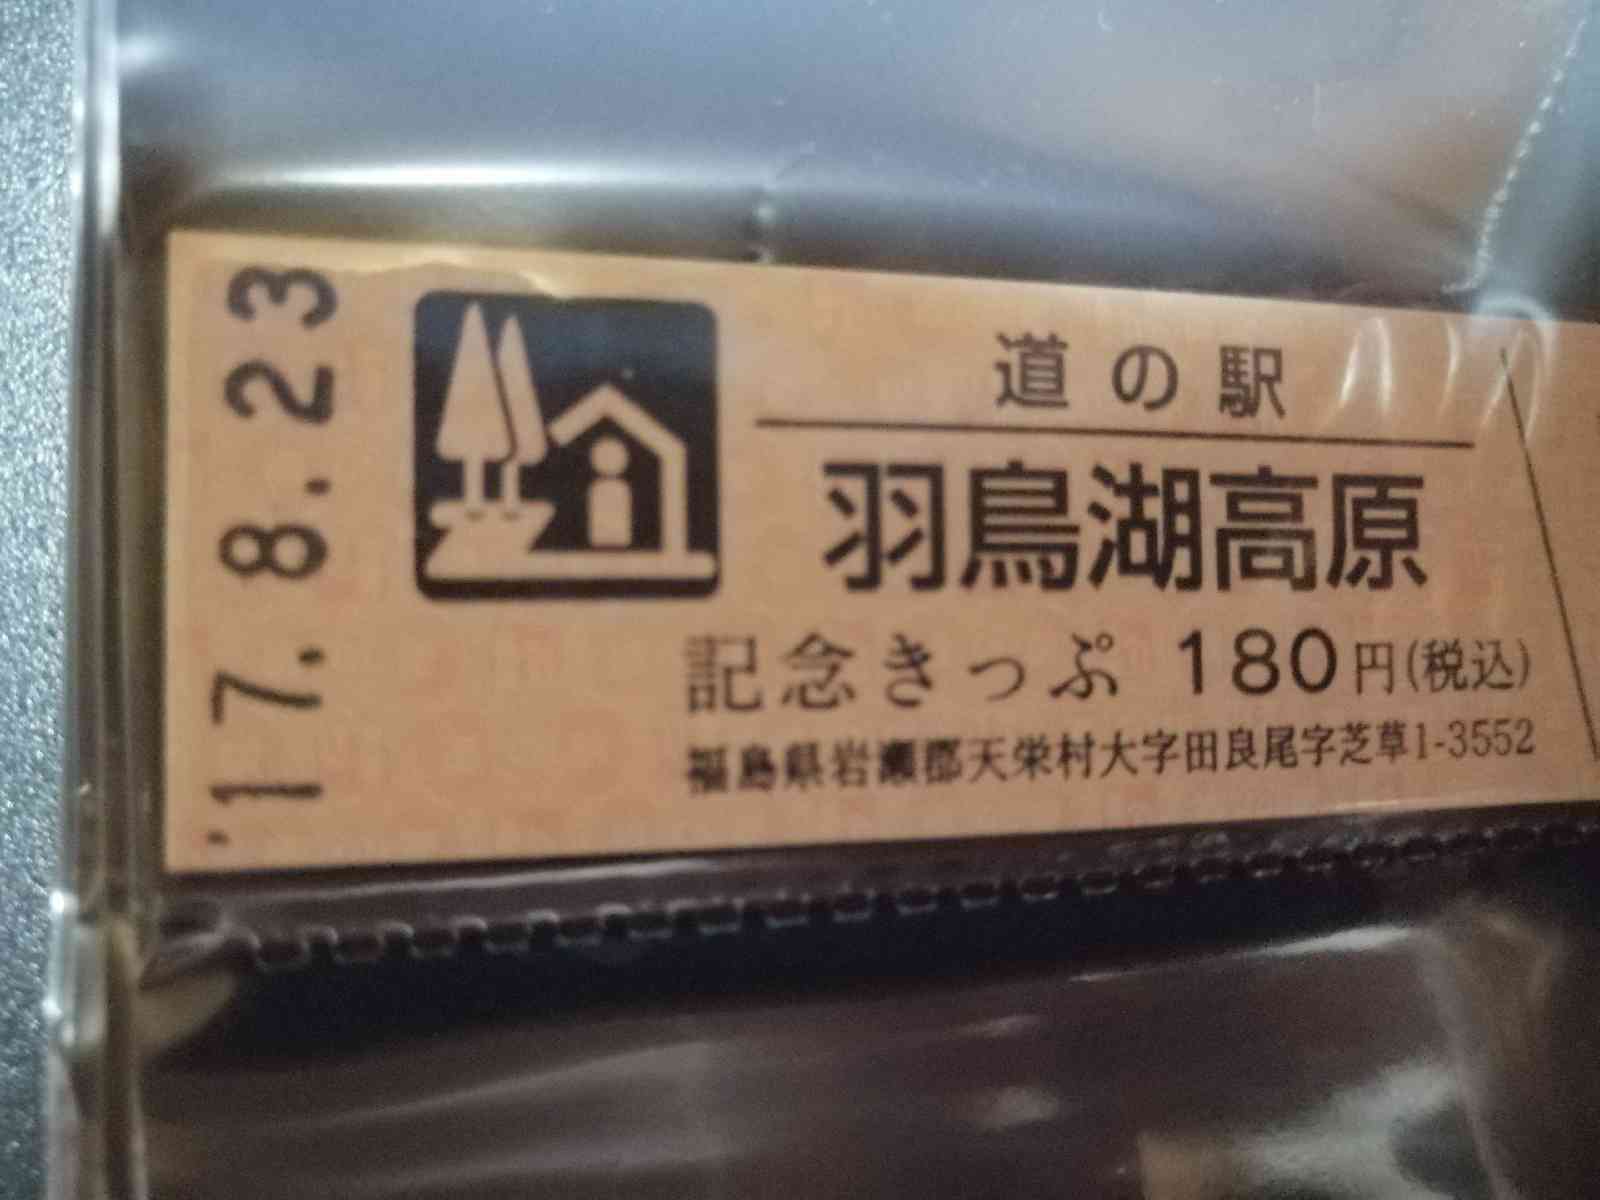 '17.8.23
道の駅
羽鳥湖高原
記念きっぷ 180円(税込)
福島県岩瀬郡天栄村大字田良尾字芝草1-3552